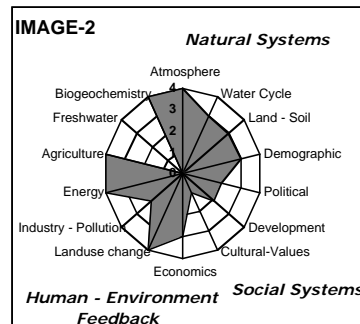 IMAGE-2
Natural Systems
Atmosphere
Biogeochemistry
Water Cycle
Freshwater
Land - Soil
Agriculture
Demographic
Energy
Political
Industry - Pollution
Development
Landuse change
Cultural-Values
Economics
4
3
2
1
0
Human - Environment
Feedback
Social Systems